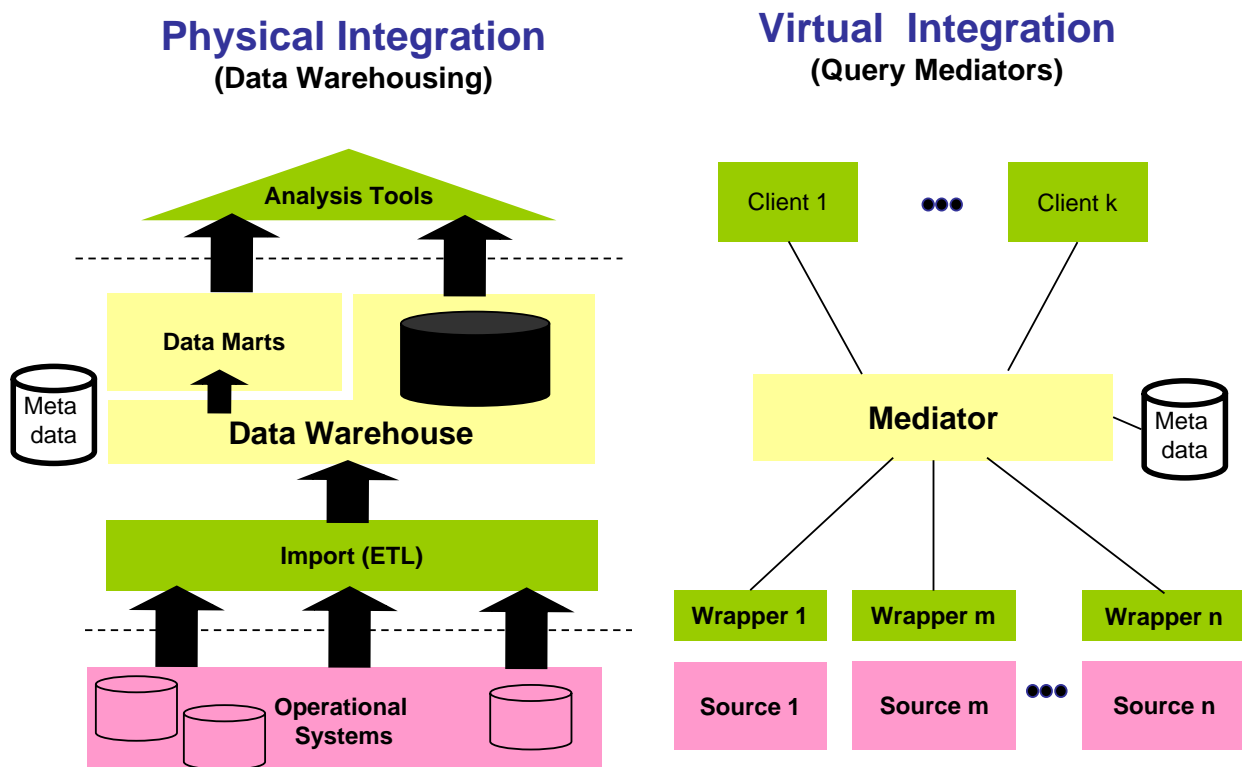 Physical Integration
(Data Warehousing)
Analysis Tools
Data Marts
Meta
data
Data Warehouse
Import (ETL)
Operational
Systems
Virtual Integration
(Query Mediators)
Client 1
Client k
Mediator
Meta
data
Wrapper 1
Wrapper m
Wrapper n
Source 1
Source m
Source n